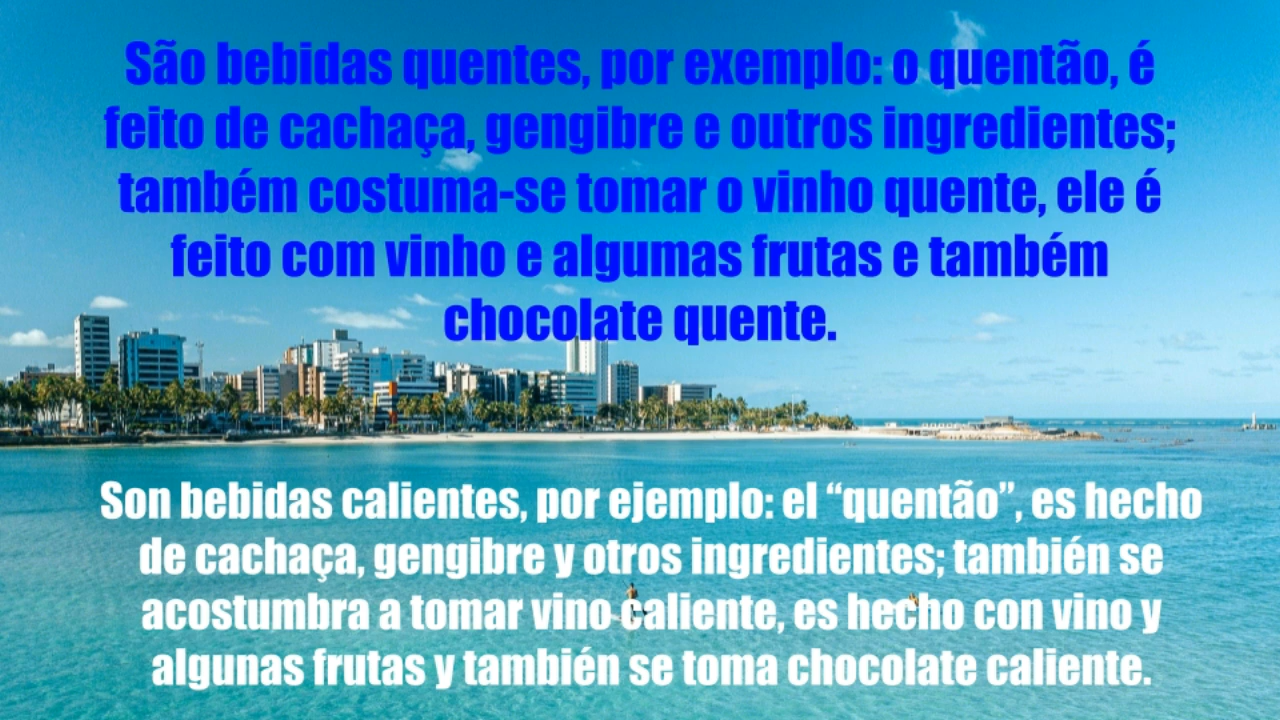 São bebidas quentes, por exemplo: o quentão, é
feito de cachaça, gengibre e outros ingredientes;
também costuma-se tomar o vinho quente, ele é
feito com vinho e algumas frutas e também
chocolate quente.
Son bebidas calientes, por ejemplo: el “quentão”, es hecho
de cachaça, gengibre y otros ingredientes; también se
acostumbra a tomar vino caliente, es hecho con vino y
algunas frutas y también se toma chocolate caliente.